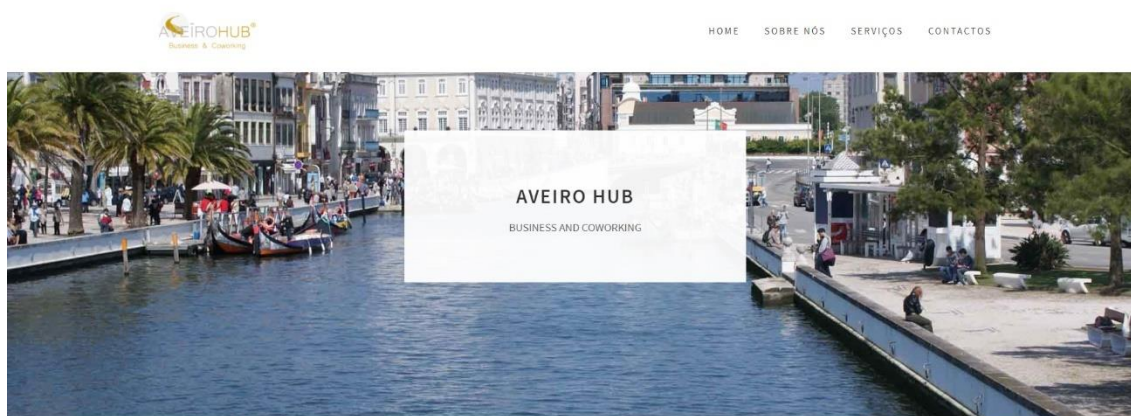 AVEIROHUB®
Business & Coworking
HOME SOBRE NÓS SERVIÇOS CONTACTOS
AVEIRO HUB
BUSINESS AND COWORKING